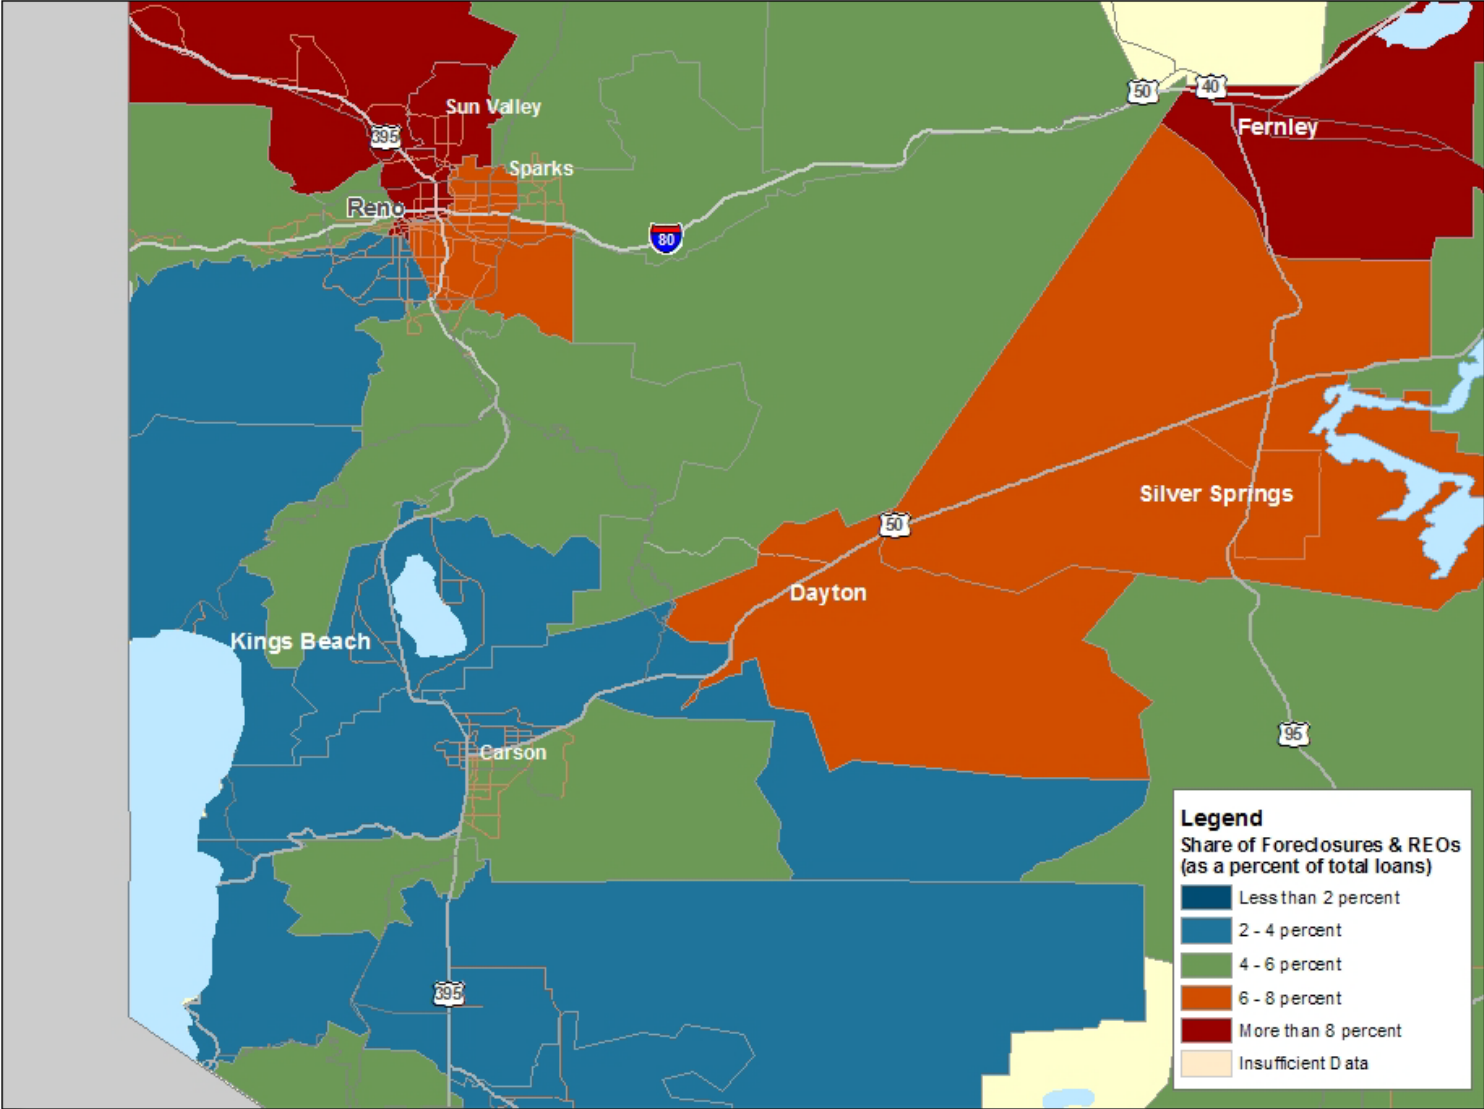 50
40
Sun Valley
Fernley
395
Sparks
Reno
80
Silver Springs
50
Dayton
Kings Beach
95
Carson
395
Legend
Share of Foreclosures & REOs
(as a percent of total loans)
Less than 2 percent
2 - 4 percent
4 - 6 percent
6 - 8 percent
More than 8 percent
Insufficient Data